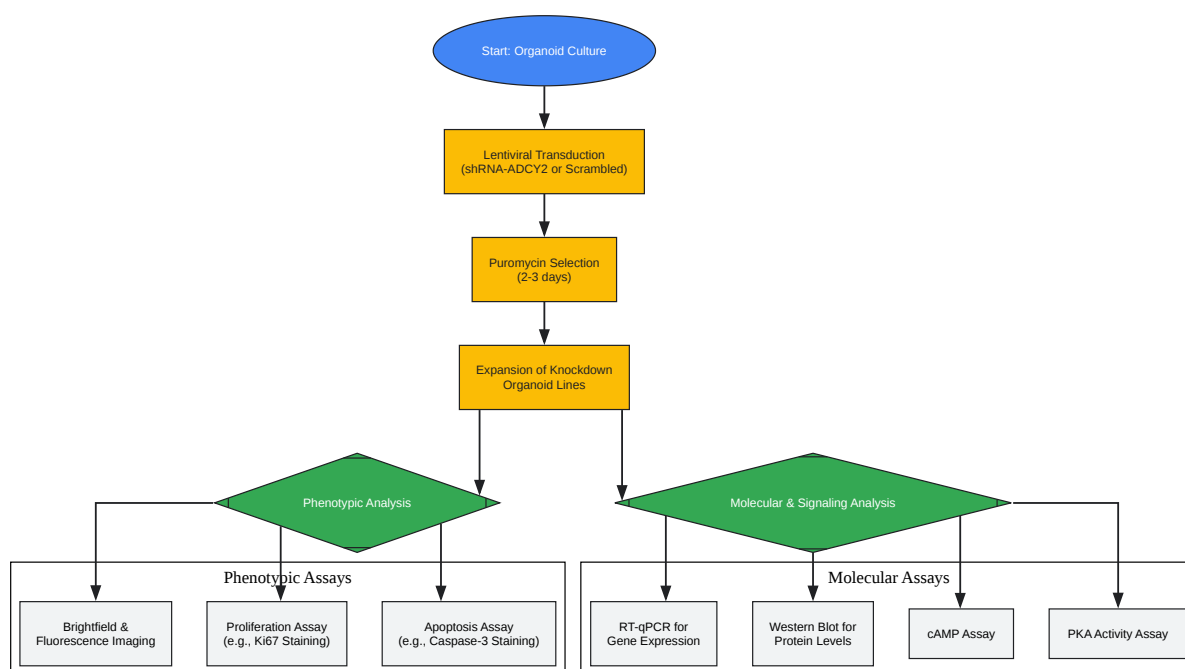 Start: Organoid Culture
Lentiviral Transduction
(shRNA-ADCY2 or Scrambled)
Puromycin Selection
(2-3 days)
Expansion of Knockdown
Organoid Lines
Phenotypic Analysis
Molecular & Signaling Analysis
Phenotypic Assays
Brightfield &
Fluorescence Imaging
Proliferation Assay
(e.g., Ki67 Staining)
Apoptosis Assay
(e.g., Caspase-3 Staining)
Molecular Assays
RT-qPCR for
Gene Expression
Western Blot for
Protein Levels
cAMP Assay
PKA Activity Assay